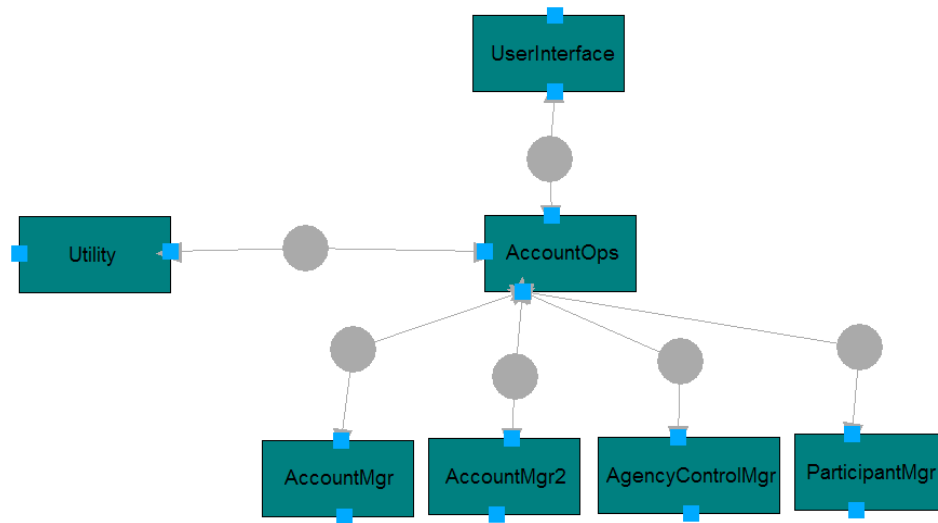 UserInterface
Utility
AccountOps
AccountMgr
AccountMgr2
AgencyControlMgr
ParticipantMgr